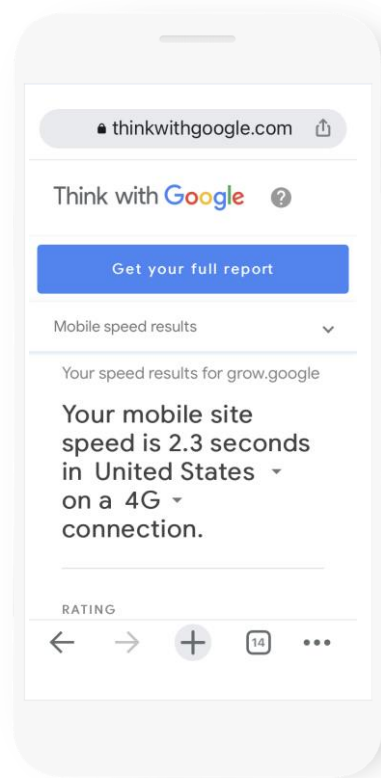 thinkwithgoogle.com
Think with Google ?
Get your full report
Mobile speed results
Your speed results for grow.google
Your mobile site
speed is 2.3 seconds
in United States
on a 4G
connection.
RATING
14